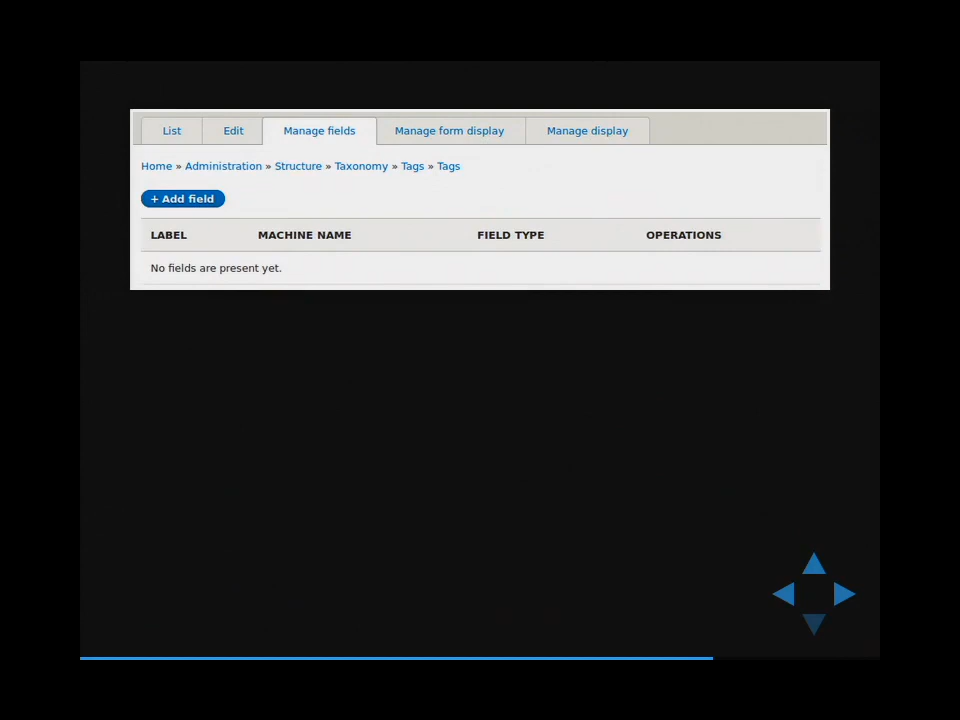 List Edit Manage fields Manage form display Manage display
Home » Administration » Structure » Taxonomy » Tags » Tags
+ Add field
LABEL MACHINE NAME FIELD TYPE OPERATIONS
No fields are present yet.